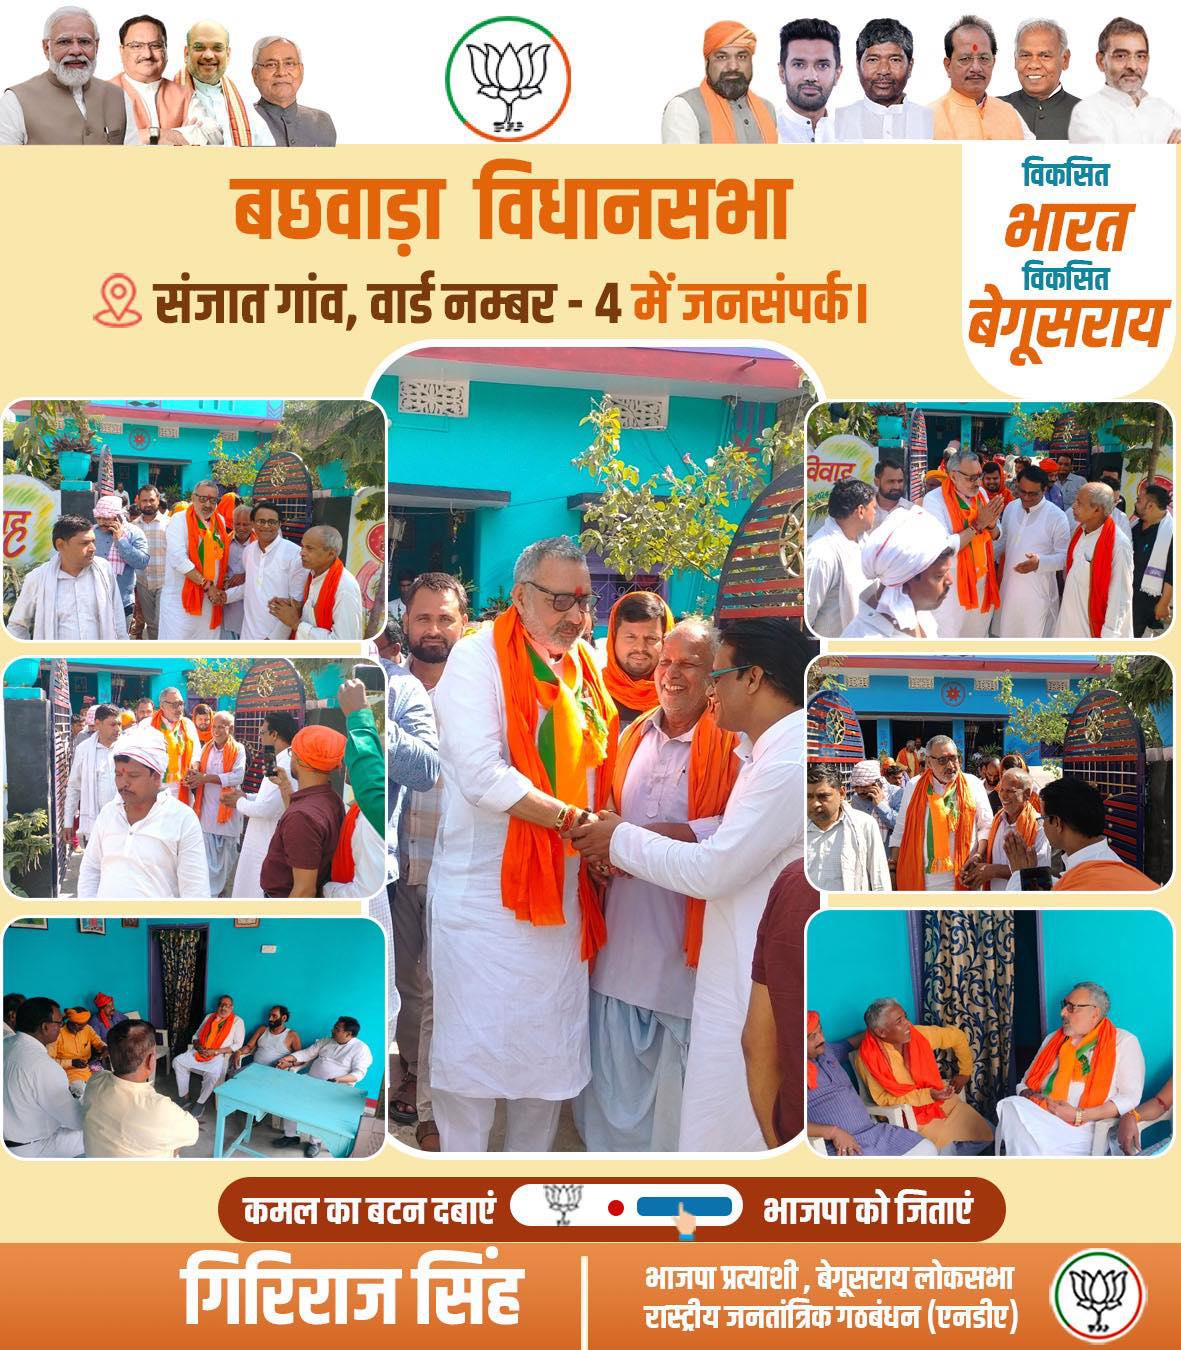 बछवाड़ा विधानसभा
संजात गांव, वार्ड नम्बर - 4 में जनसंपर्क।
विकसित
भारत
विकसित
बेगूसराय
विवाह
कमल का बटन दबाएं
भाजपा को जिताएं
गिरिराज सिंह
भाजपा प्रत्याशी, बेगूसराय लोकसभा
रास्ट्रीय जनतांत्रिक गठबंधन (एनडीए)